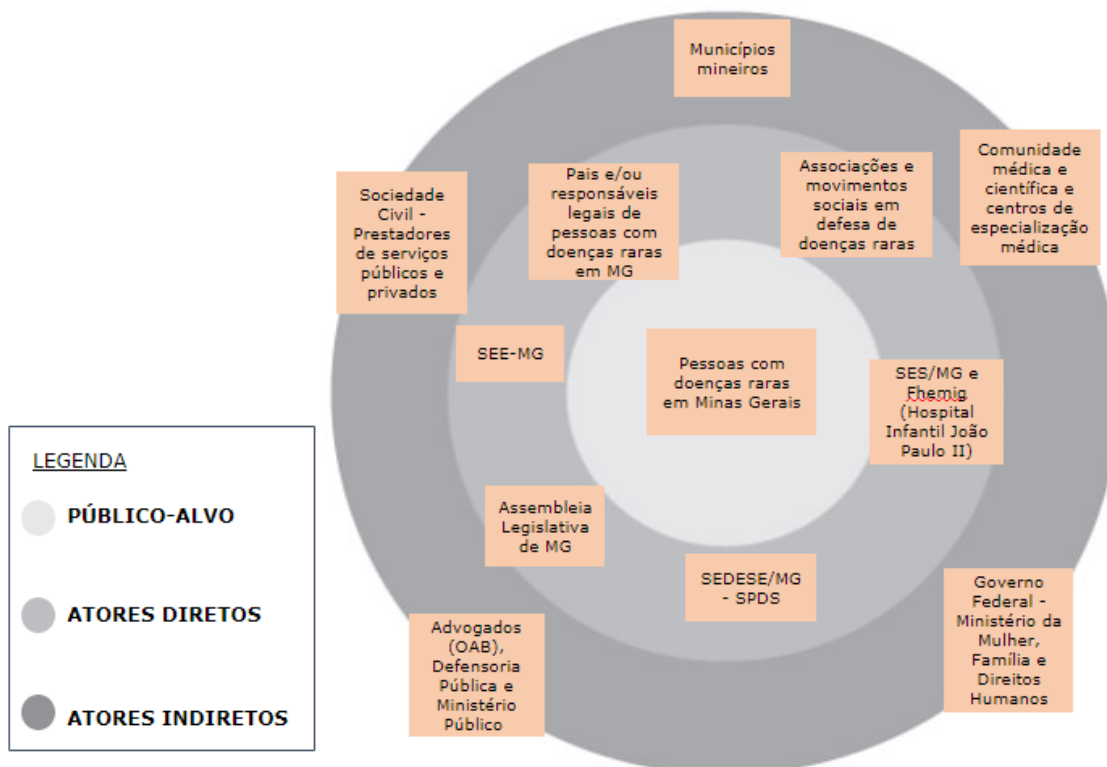 Municípios
mineiros
Comunidade
médica e
científica e
centros de
especialização
médica
Associações e
movimentos
sociais em
defesa de
doenças raras
Pais e/ou
responsáveis
legais de
pessoas com
doenças raras
em MG
Sociedade
Civil -
Prestadores
de serviços
públicos e
privados
SEE-MG
Pessoas com
doenças raras
em Minas Gerais
SES/MG e
Fhemig
(Hospital
Infantil João
Paulo II)
Assembleia
Legislativa
de MG
SEDESE/MG
- SPDS
Governo
Federal -
Ministério da
Mulher,
Família e
Direitos
Humanos
Advogados
(OAB),
Defensoria
Pública e
Ministério
Público
LEGENDA
PÚBLICO-ALVO
ATORES DIRETOS
ATORES INDIRETOS